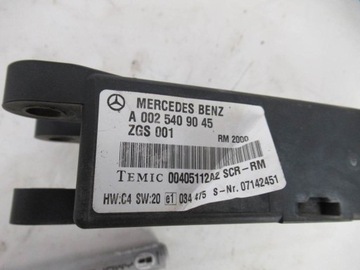 MERCEDES BENZ
A 002 540 90 45
ZGS 001
RM 2000
TEMIC 00405112A2 SCR-RM
HW:C4 SW:20 e1 034 475 S-Nr. 07142451